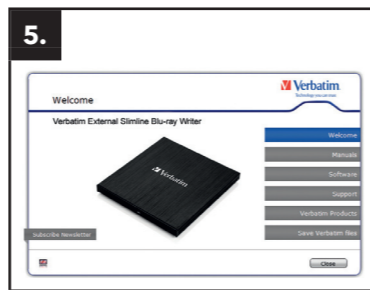 5.
Verbatim
Technology you can trust
Welcome
Verbatim External Slimline Blu-ray Writer
Verbatim
Welcome
Manuals
Software
Support
Verbatim Products
Subscribe Newsletter
Save Verbatim files
Close